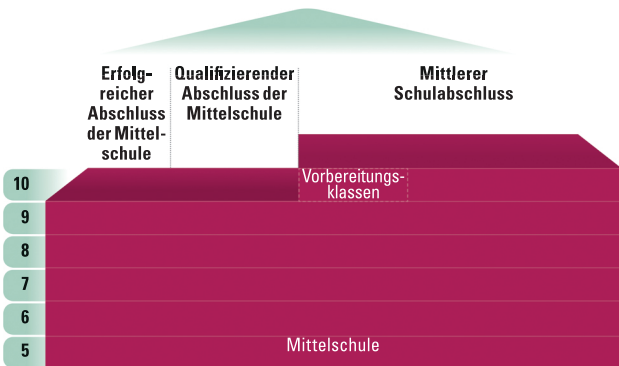 Erfolg-
reicher
Abschluss
der Mittel-
schule
Qualifizierender
Abschluss der
Mittelschule
Mittlerer
Schulabschluss
10
Vorbereitungs-
klassen
9
8
7
6
5
Mittelschule